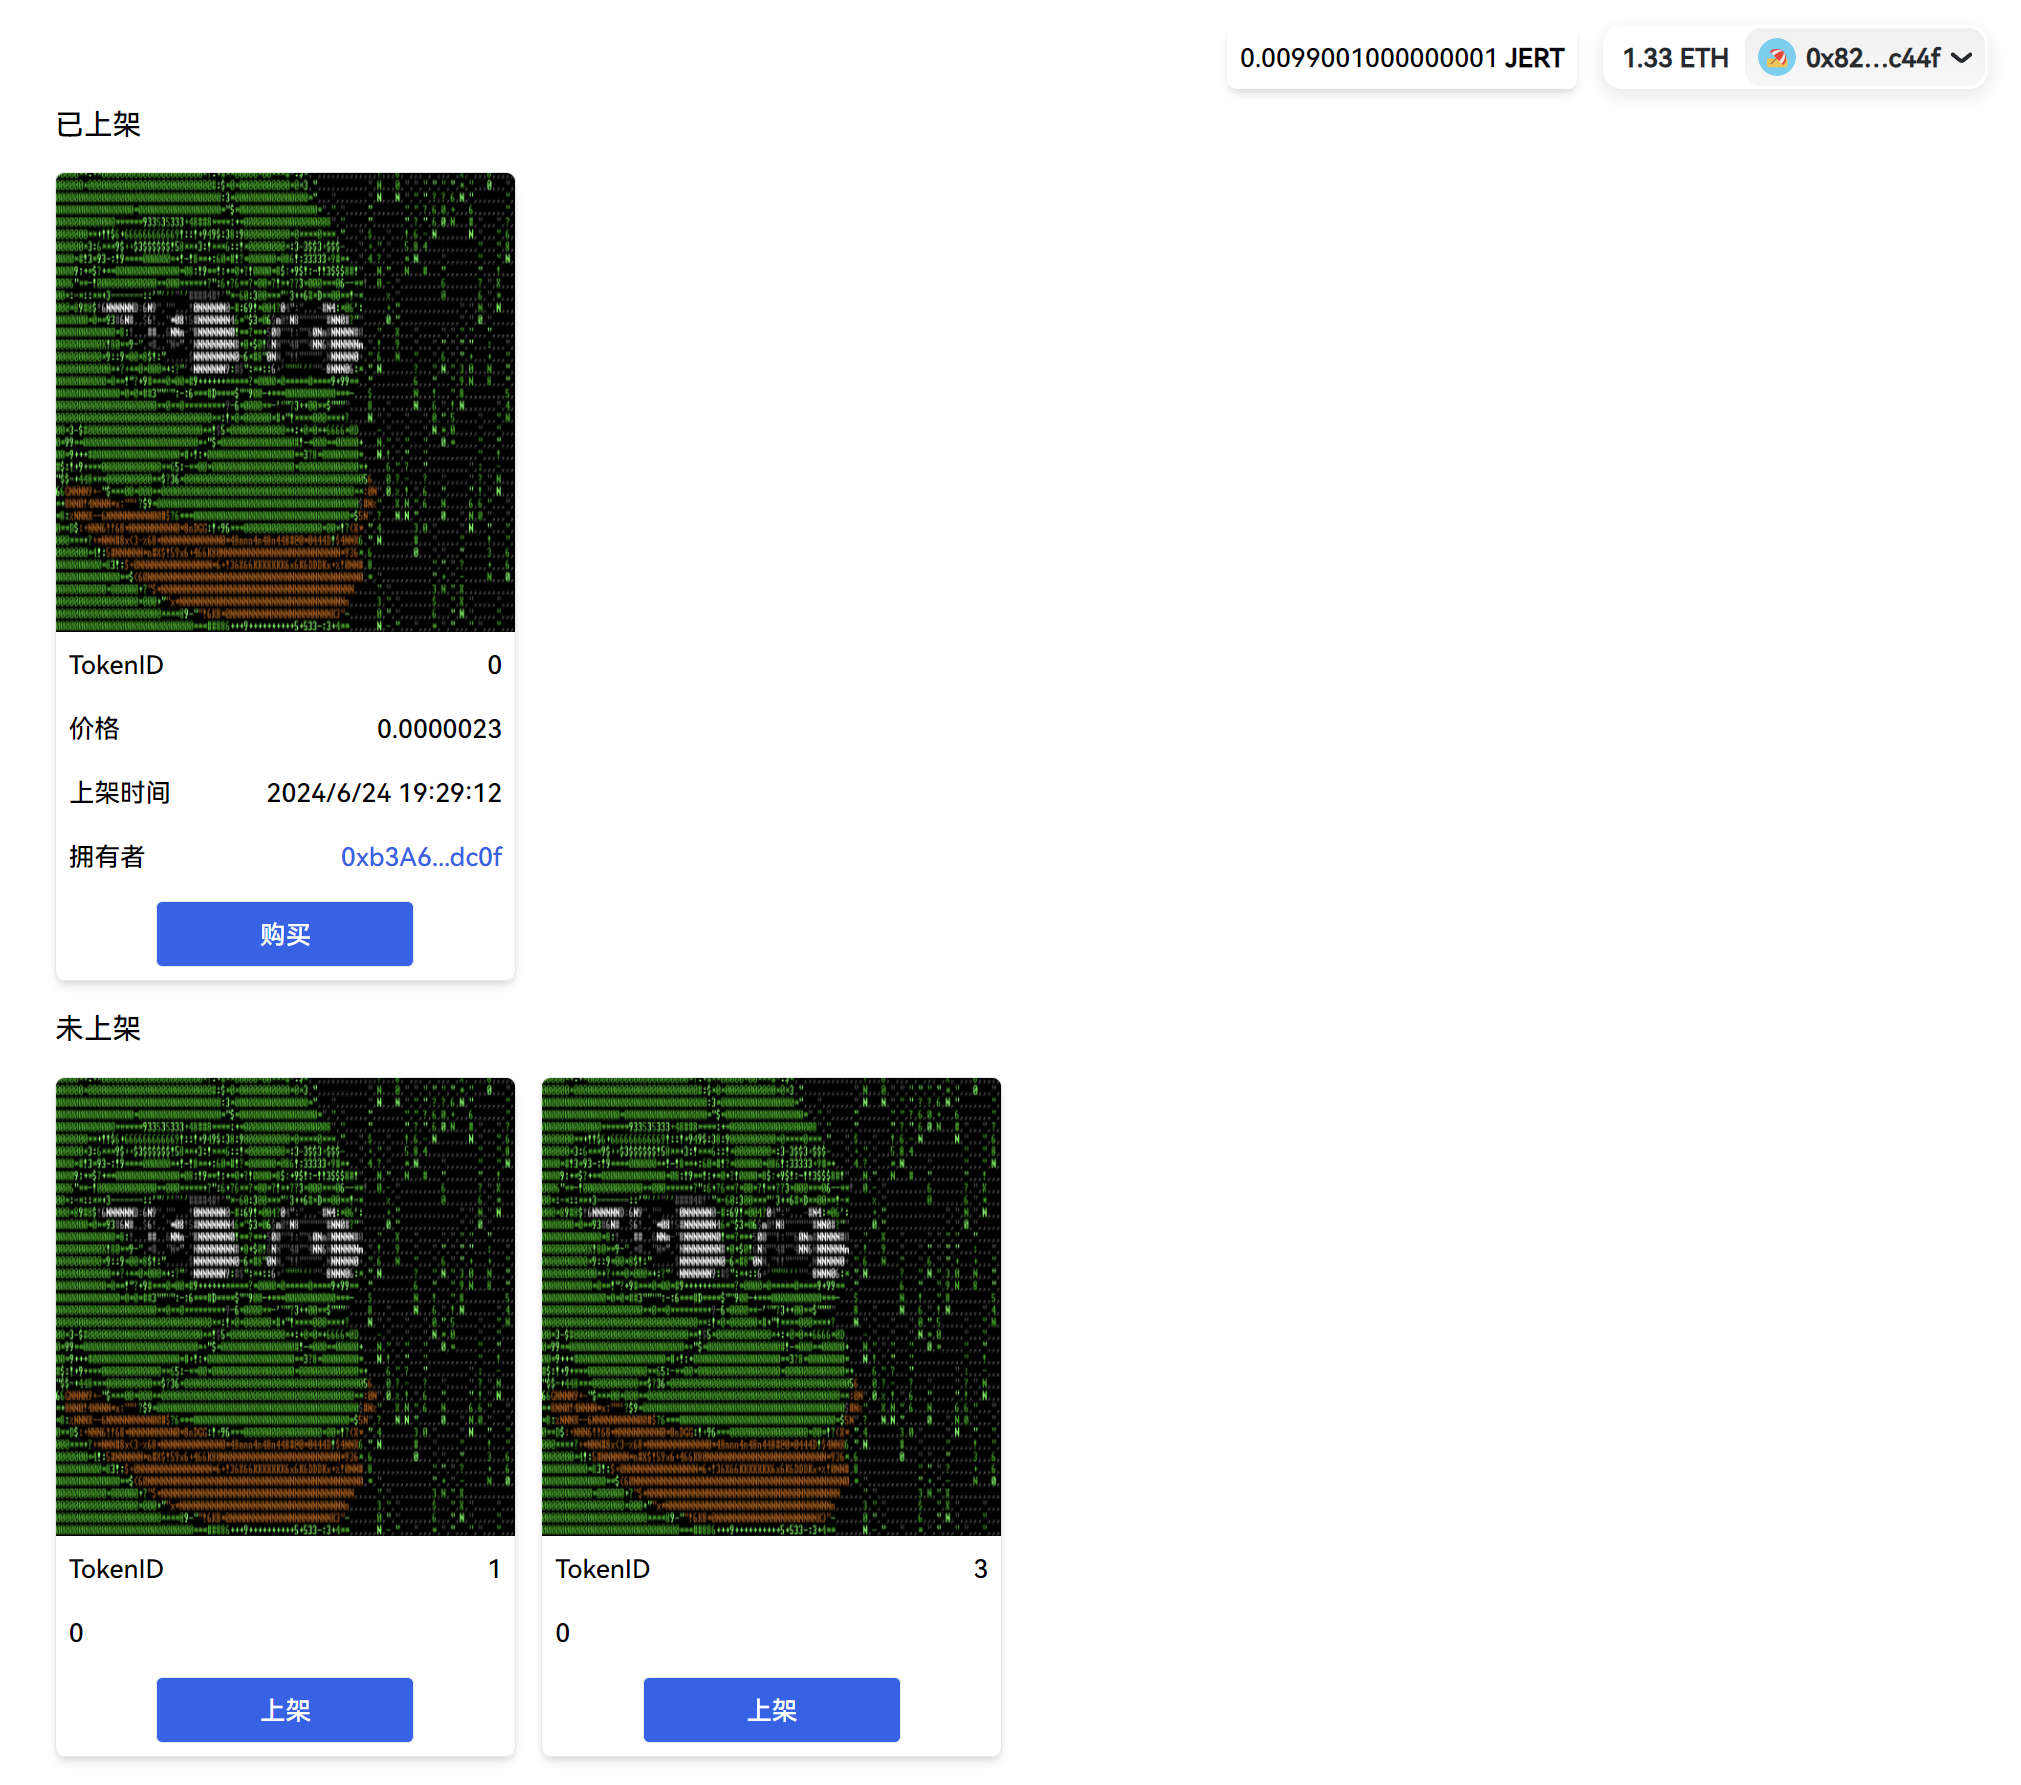 0.0099001000000001 JERT
1.33 ETH
0x82...c44f
已上架
TokenID 0
价格 0.0000023
上架时间 2024/6/24 19:29:12
拥有者 0xb3A6...dc0f
购买
未上架
TokenID 1
0
上架
TokenID 3
0
上架